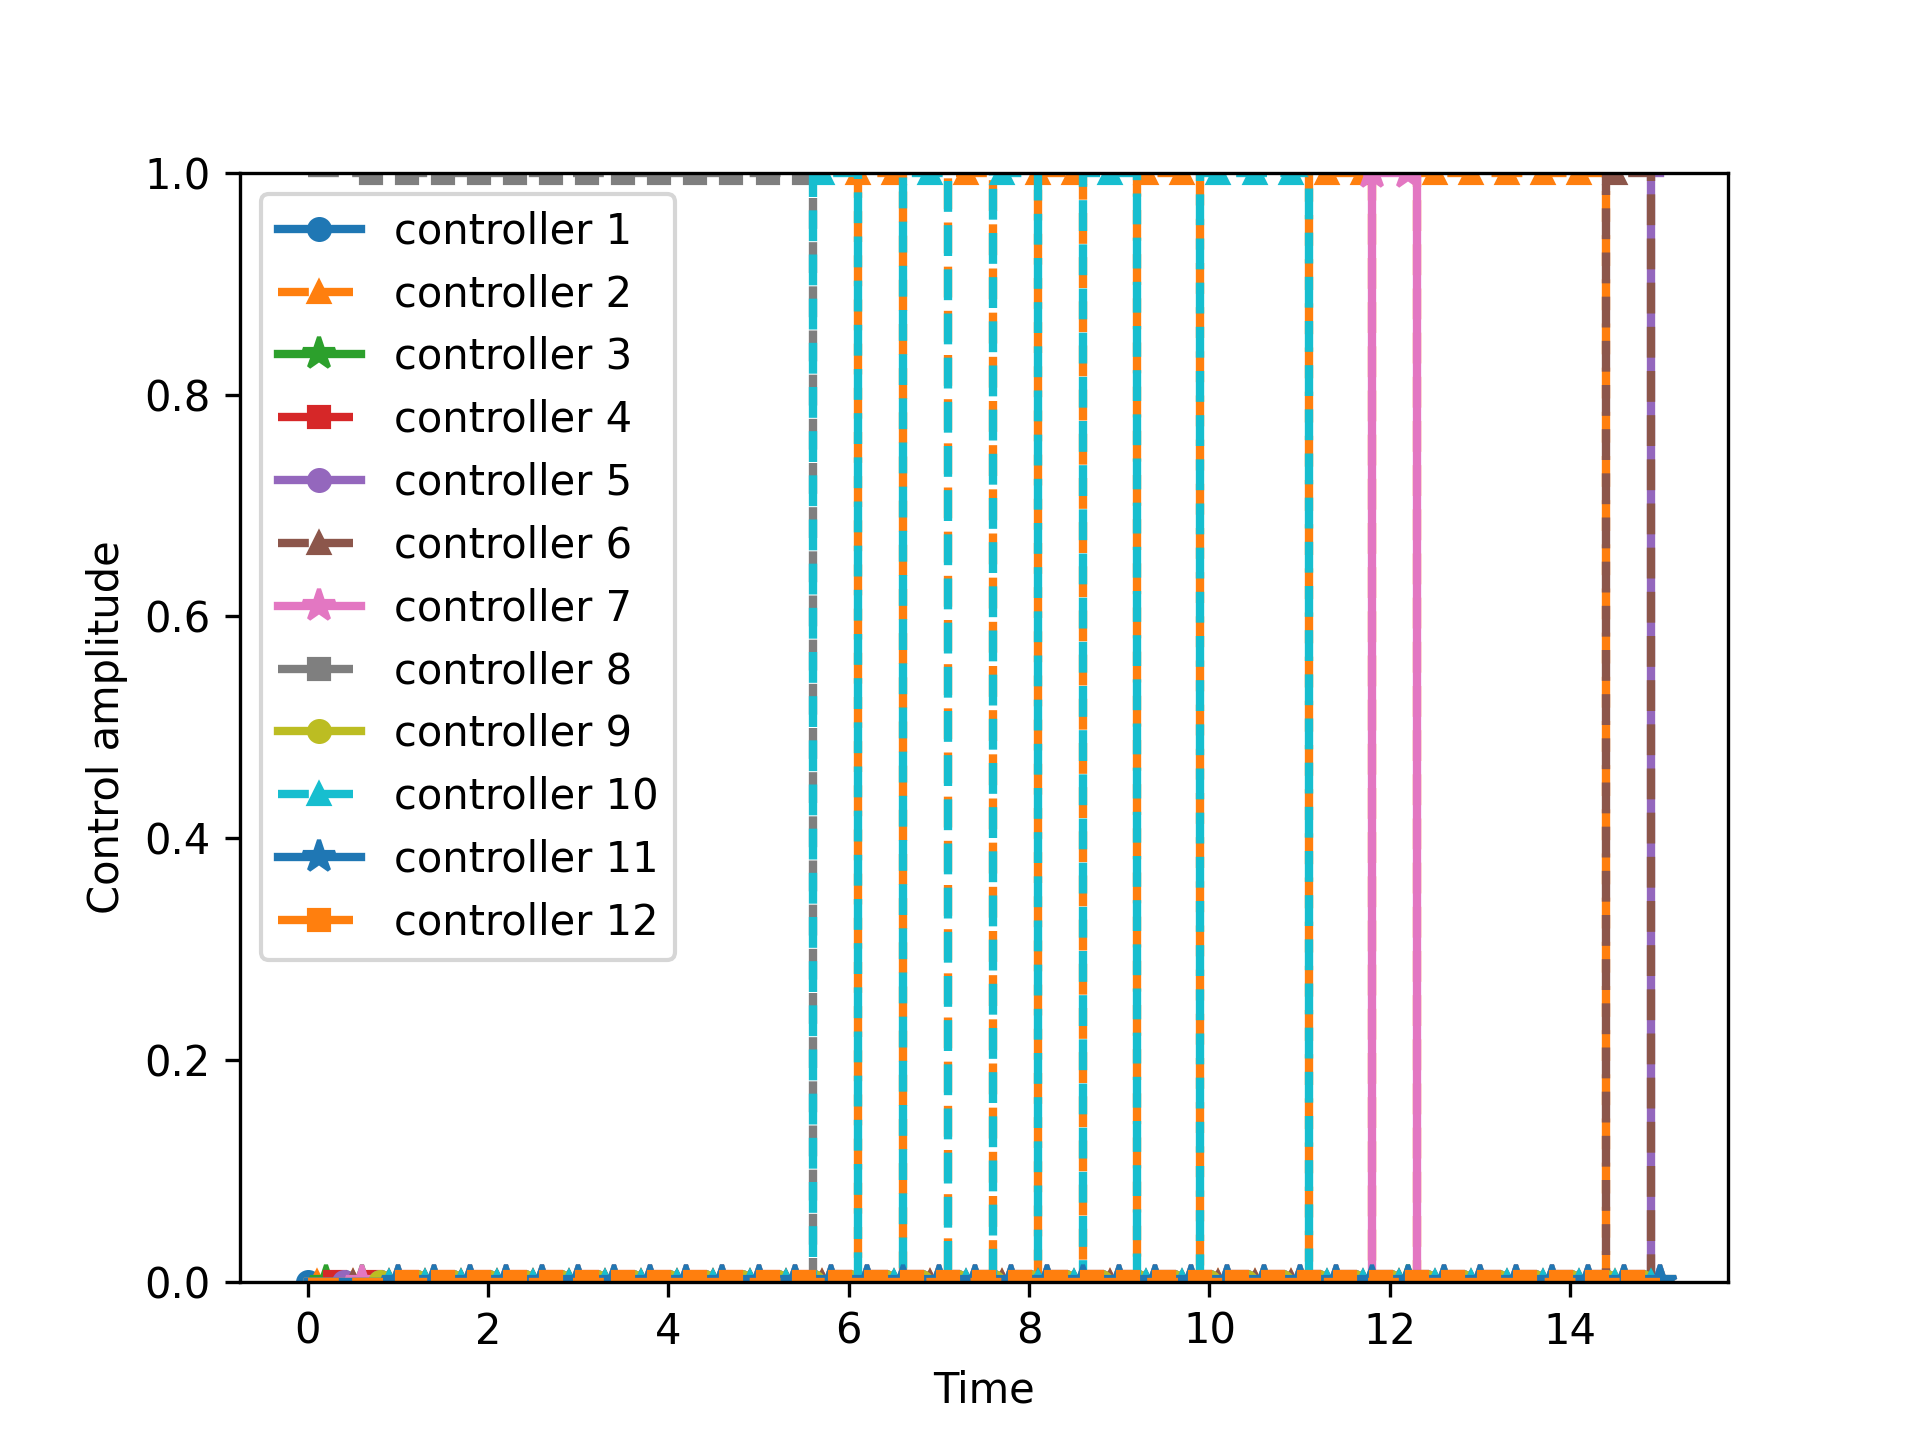 1.0
0.8
0.6
0.4
0.2
0.0
Control amplitude
controller 1
controller 2
controller 3
controller 4
controller 5
controller 6
controller 7
controller 8
controller 9
controller 10
controller 11
controller 12
0 2 4 6 8 10 12 14
Time